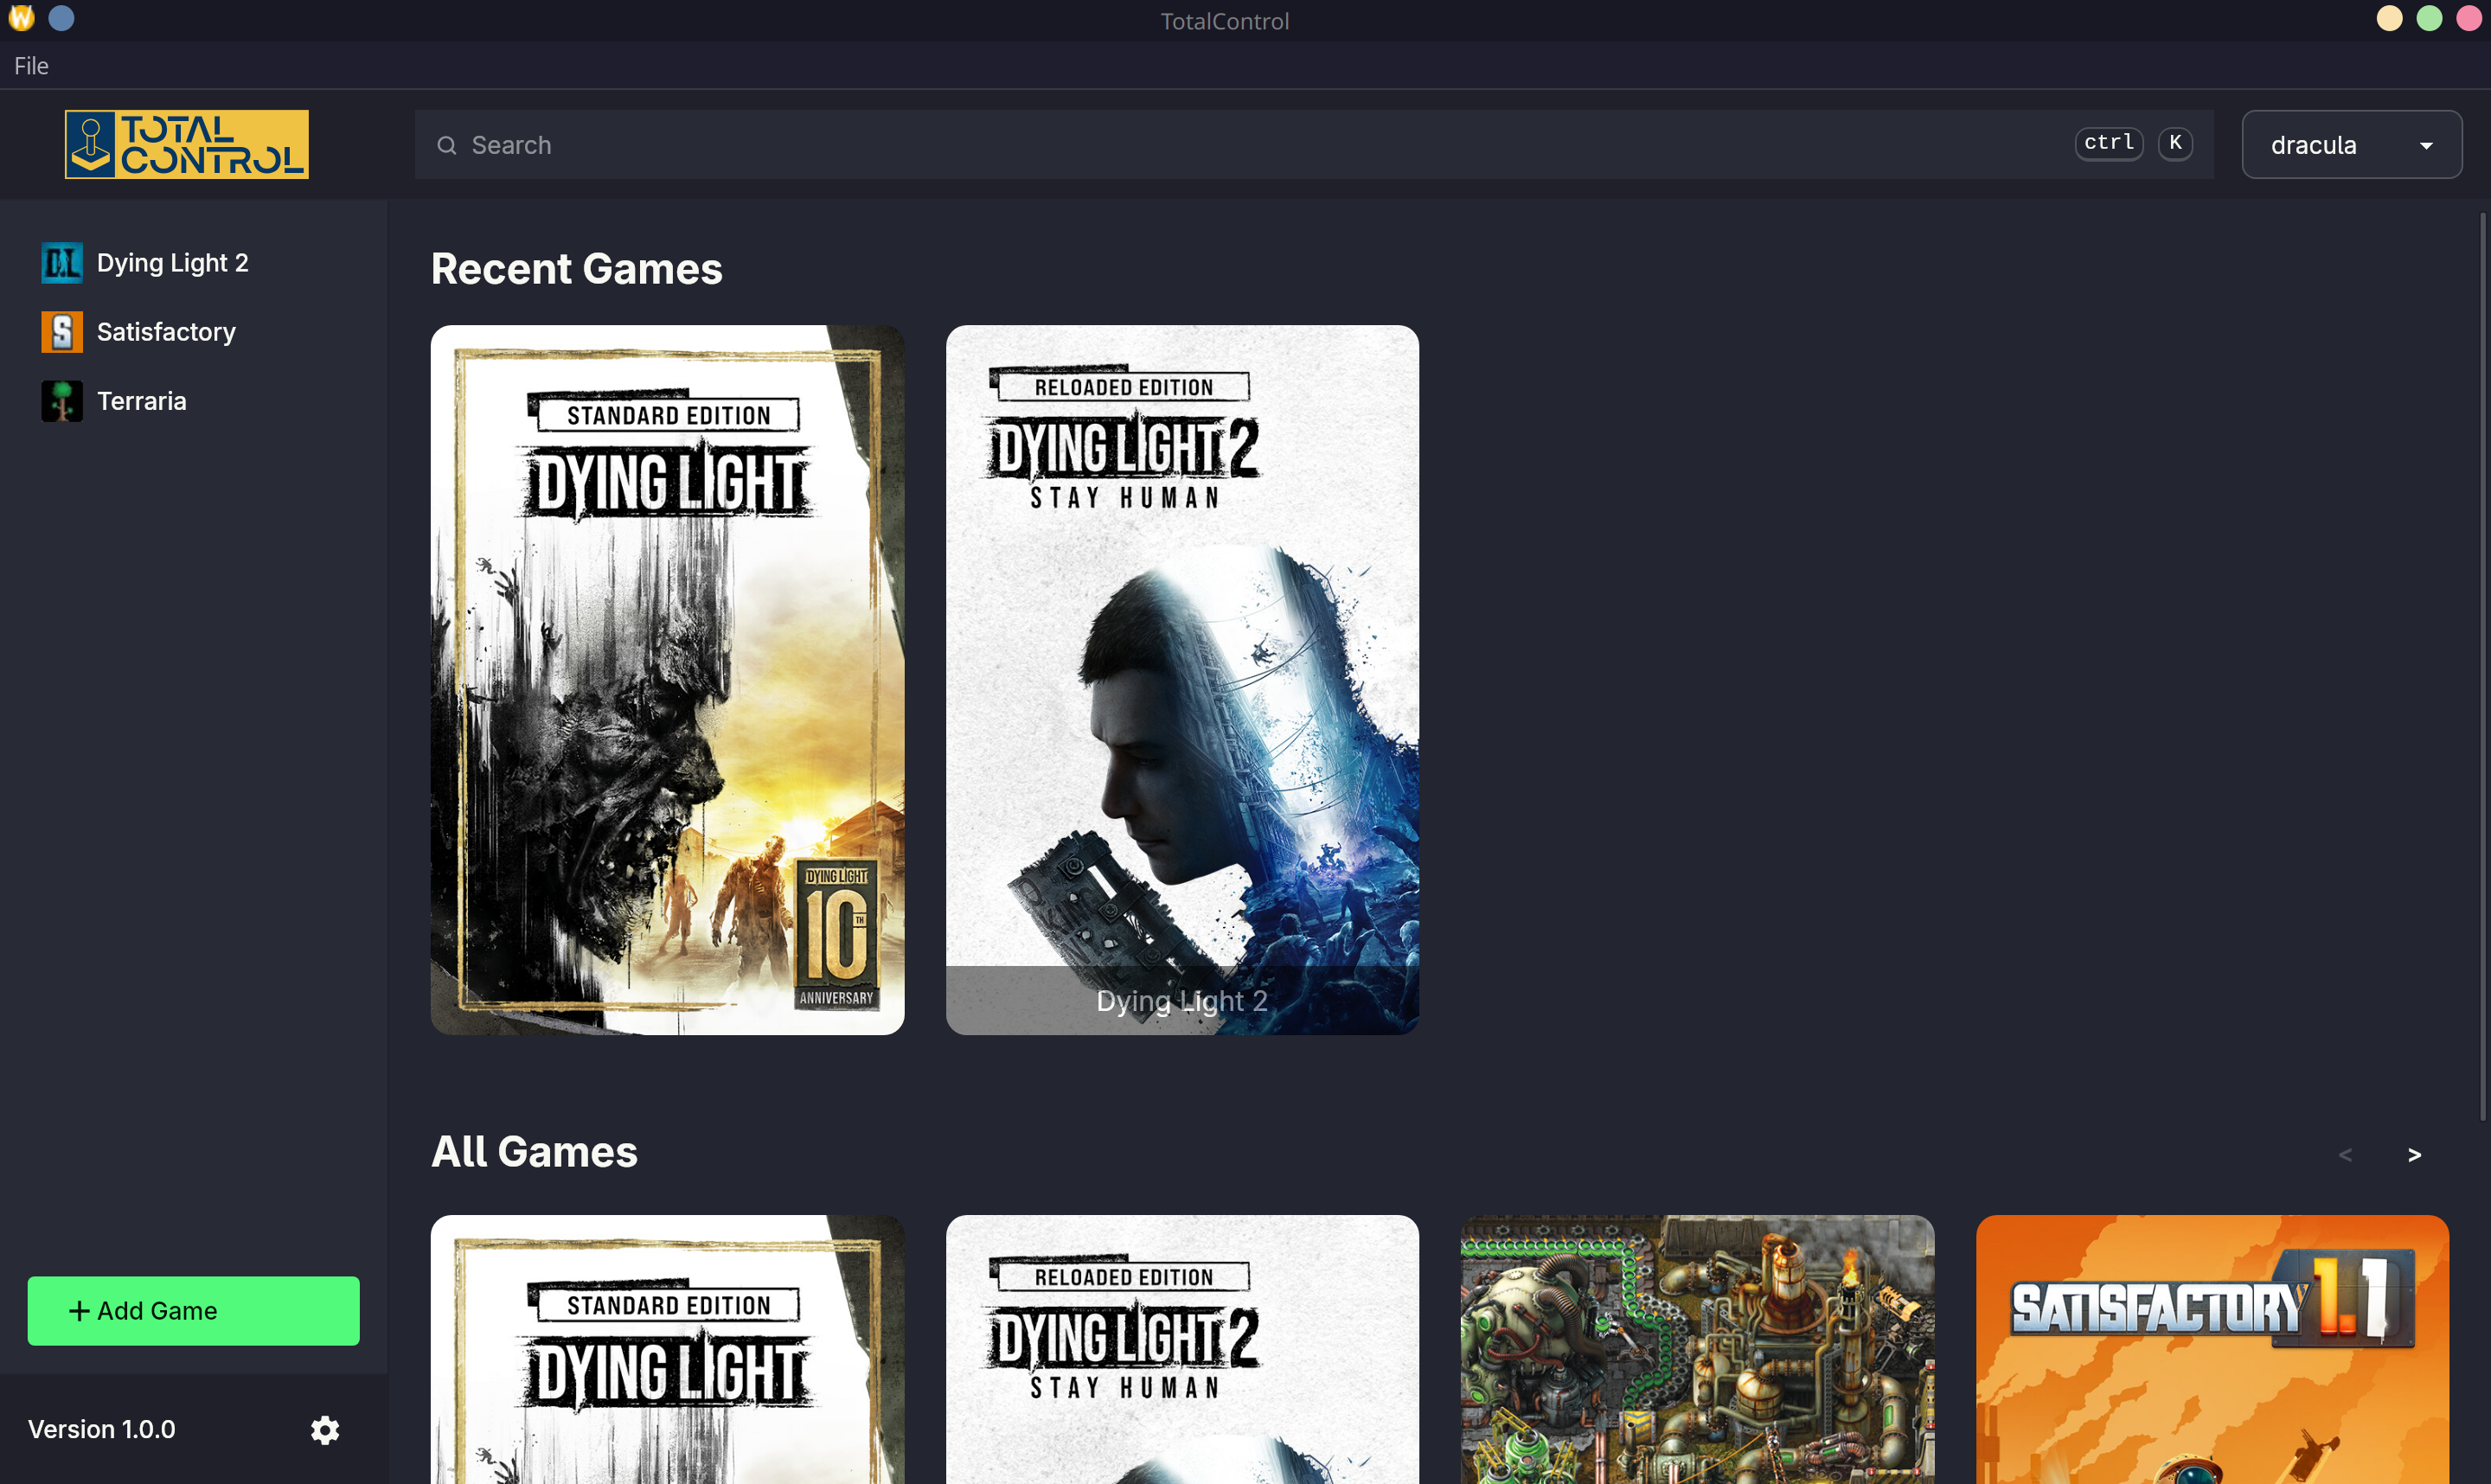 TotalControl
File
TOTAL
CONTROL
Search
ctrl K
dracula
Dying Light 2
Satisfactory
Terraria
Recent Games
STANDARD EDITION
DYING LIGHT
DYING LIGHT
10TH
ANNIVERSARY
RELOADED EDITION
DYING LIGHT 2
STAY HUMAN
Dying Light 2
All Games
< >
STANDARD EDITION
DYING LIGHT
RELOADED EDITION
DYING LIGHT 2
STAY HUMAN
SATISFACTORY 1.1
+ Add Game
Version 1.0.0